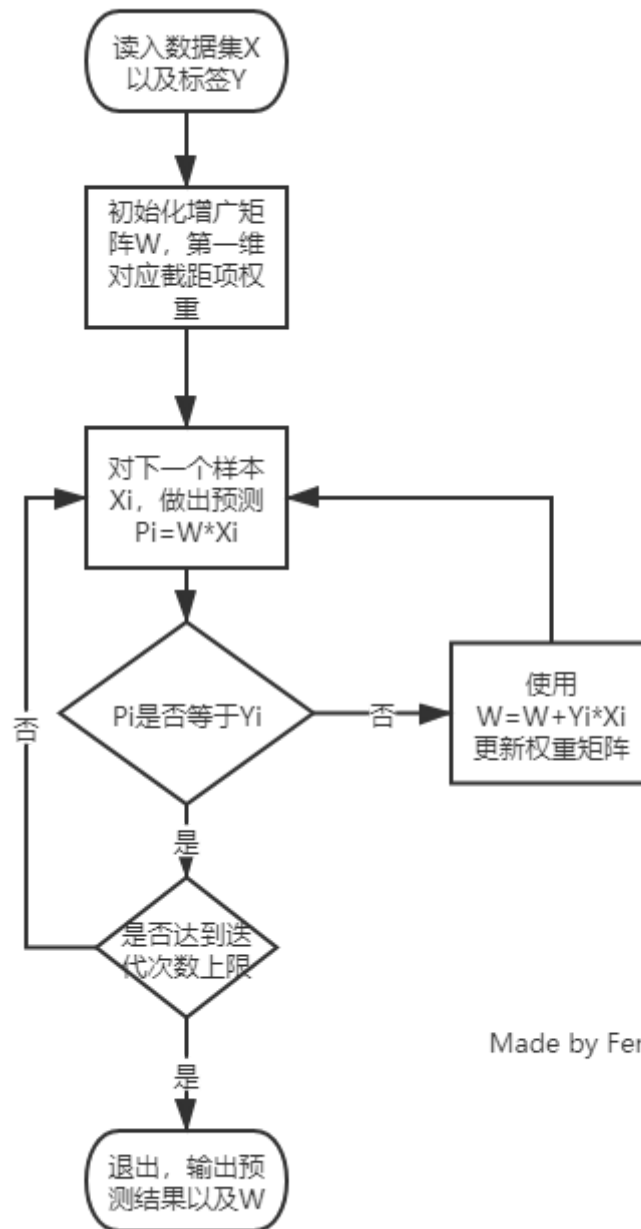 读入数据集X
以及标签Y
初始化增广矩
阵W，第一维
对应截距项权
重
对下一个样本
Xi，做出预测
Pi=W*Xi
Pi是否等于Yi
否
使用
W=W+Yi*Xi
更新权重矩阵
否
是
是否达到迭
代次数上限
是
Made by Fer
退出，输出预
测结果以及W